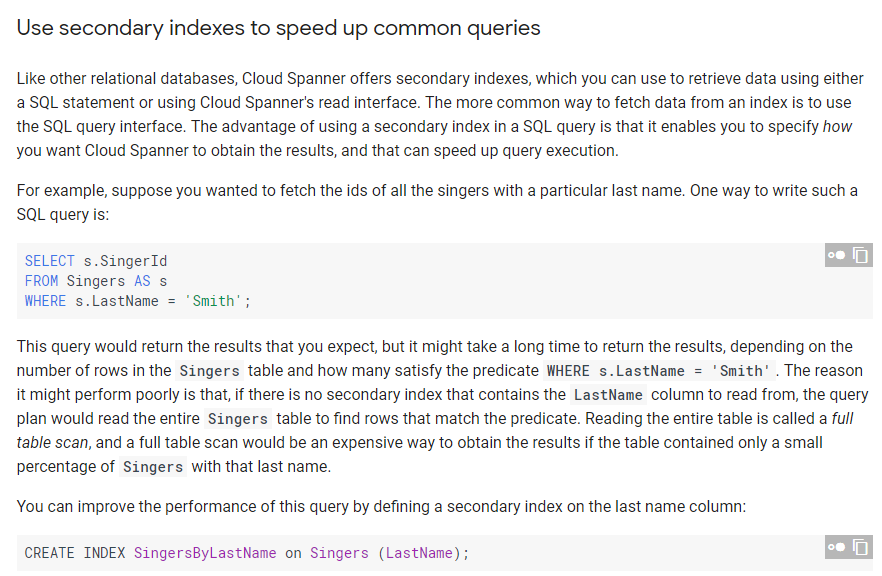 Use secondary indexes to speed up common queries
Like other relational databases, Cloud Spanner offers secondary indexes, which you can use to retrieve data using either
a SQL statement or using Cloud Spanner's read interface. The more common way to fetch data from an index is to use
the SQL query interface. The advantage of using a secondary index in a SQL query is that it enables you to specify how
you want Cloud Spanner to obtain the results, and that can speed up query execution.
For example, suppose you wanted to fetch the ids of all the singers with a particular last name. One way to write such a
SQL query is:
SELECT s.SingerId
FROM Singers AS s
WHERE s.LastName = 'Smith';
This query would return the results that you expect, but it might take a long time to return the results, depending on the
number of rows in the Singers table and how many satisfy the predicate WHERE s.LastName = 'Smith' . The reason
it might perform poorly is that, if there is no secondary index that contains the LastName column to read from, the query
plan would read the entire Singers table to find rows that match the predicate. Reading the entire table is called a full
table scan, and a full table scan would be an expensive way to obtain the results if the table contained only a small
percentage of Singers with that last name.
You can improve the performance of this query by defining a secondary index on the last name column:
CREATE INDEX SingersByLastName on Singers (LastName);